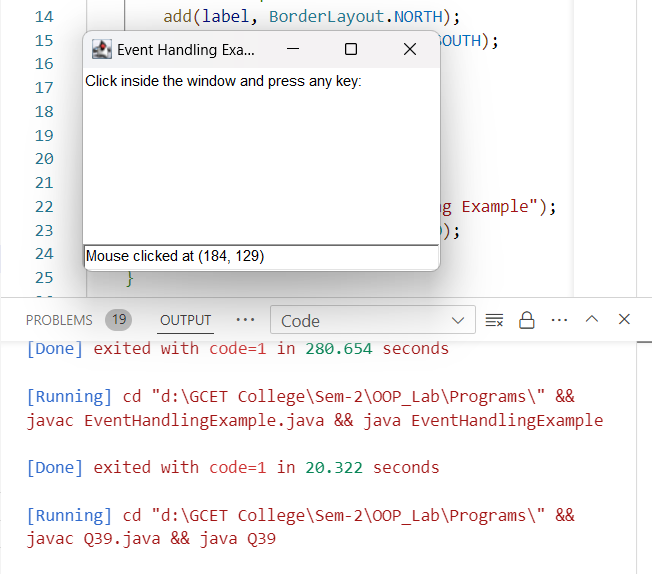 14 add(label, BorderLayout.NORTH);
15 SOUTH);
Event Handling Exa...
16
Click inside the window and press any key:
17
18
19
20
21
22 ng Example");
23 );
24
Mouse clicked at (184, 129)
25 }
PROBLEMS 19 OUTPUT ... Code ...
[Done] exited with code=1 in 280.654 seconds
[Running] cd "d:\GCET College\Sem-2\OOP_Lab\Programs\" &&
javac EventHandlingExample.java && java EventHandlingExample
[Done] exited with code=1 in 20.322 seconds
[Running] cd "d:\GCET College\Sem-2\OOP_Lab\Programs\" &&
javac Q39.java && java Q39